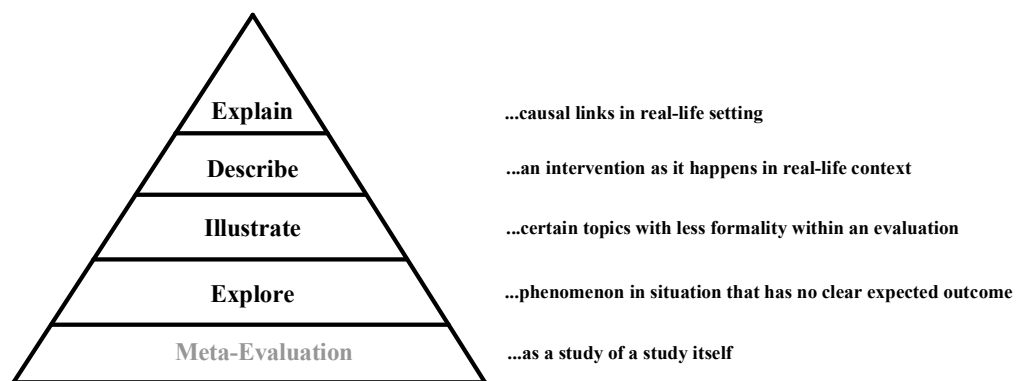 Explain ...causal links in real-life setting
Describe ...an intervention as it happens in real-life context
Illustrate ...certain topics with less formality within an evaluation
Explore ...phenomenon in situation that has no clear expected outcome
Meta-Evaluation ...as a study of a study itself